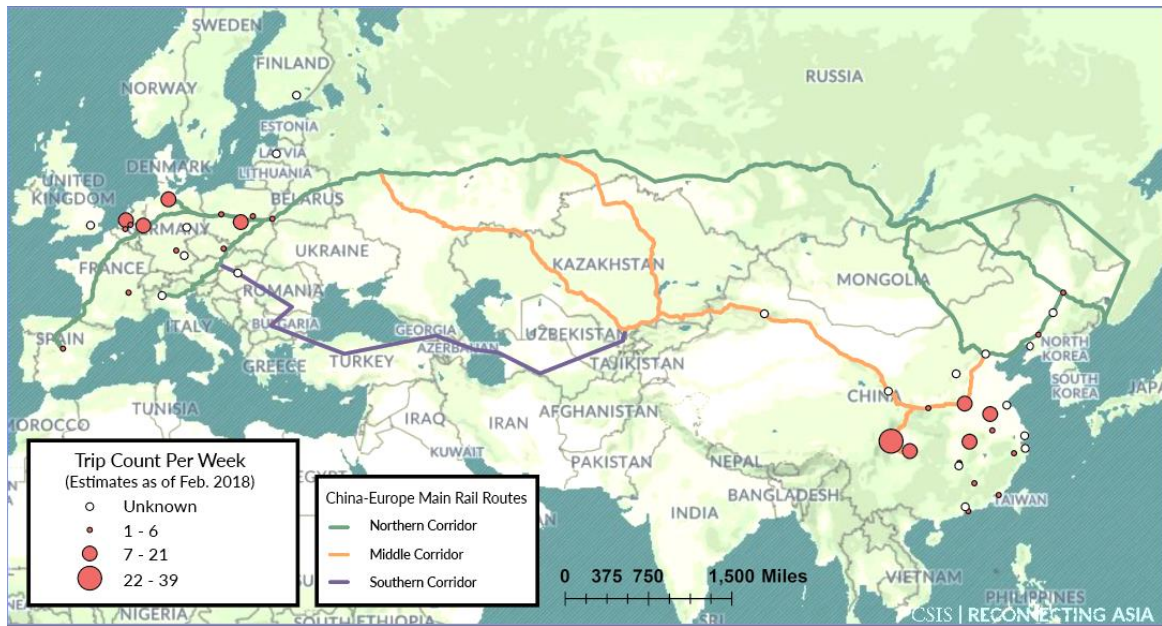 SWEDEN
FINLAND
NORWAY
RUSSIA
ESTONIA
LATVIA
DENMARK
LITHUANIA
UNITED
KINGDOM
BELARUS
GERMANY
UKRAINE
FRANCE
KAZAKHSTAN
MONGOLIA
ROMANIA
ITALY
SPAIN
BULGARIA
GEORGIA
UZBEKISTAN
NORTH
KOREA
GREECE
TURKEY
AZERBAIJAN
TAJIKISTAN
SOUTH
KOREA
JAPA
CHINA
TUNISIA
MOROCCO
IRAQ
IRAN
AFGHANISTAN
KUWAIT
PAKISTAN
NEPAL
BANGLADESH
TAIWAN
INDIA
VIETNAM
PHILIPPINES
NIGERIA
SOUTH
ETHIOPIA
SRI
Trip Count Per Week
(Estimates as of Feb. 2018)
Unknown
1 - 6
7 - 21
22 - 39
China-Europe Main Rail Routes
Northern Corridor
Middle Corridor
Southern Corridor
0 375 750 1,500 Miles
CSIS | RECONNECTING ASIA